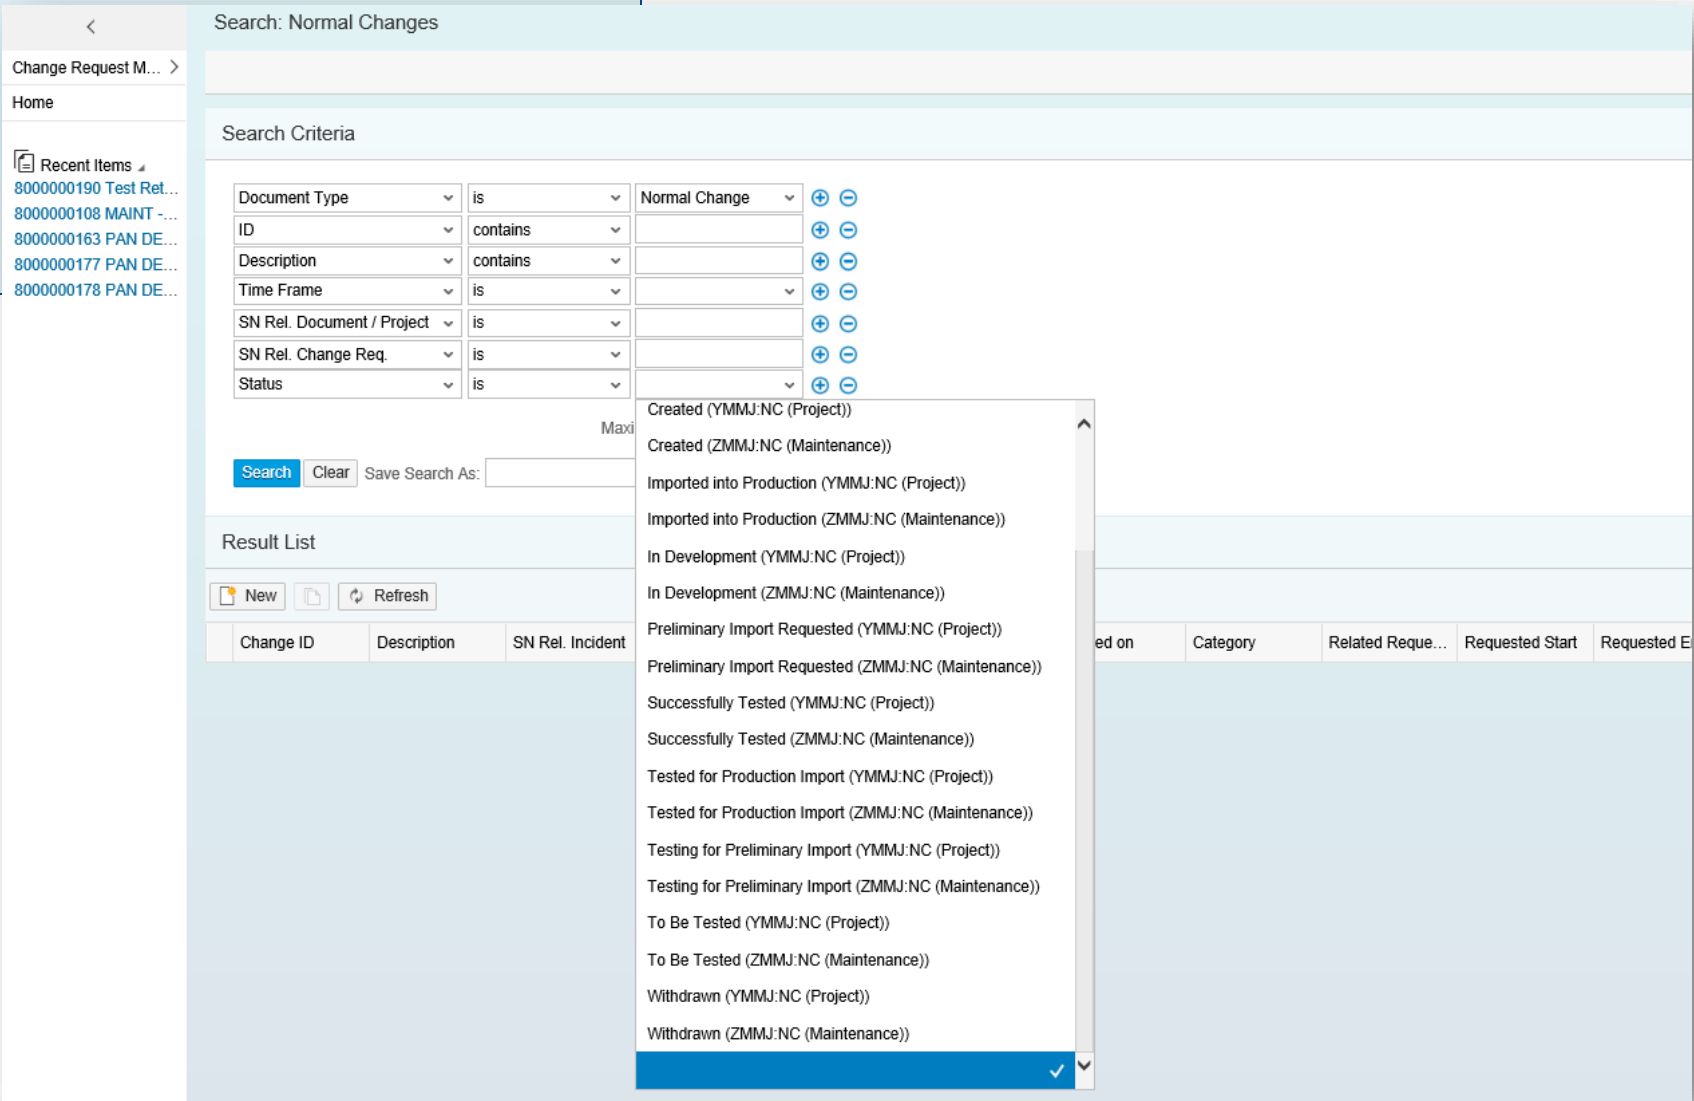 Search: Normal Changes
Change Request M...
Home
Recent Items
8000000190 Test Ret...
8000000108 MAINT -...
8000000163 PAN DE...
8000000177 PAN DE...
8000000178 PAN DE...
Search Criteria
Document Type is Normal Change
ID contains
Description contains
Time Frame is
SN Rel. Document / Project is
SN Rel. Change Req. is
Status is
Maxi
Search Clear Save Search As:
Created (YMMJ:NC (Project))
Created (ZMMJ:NC (Maintenance))
Imported into Production (YMMJ:NC (Project))
Imported into Production (ZMMJ:NC (Maintenance))
In Development (YMMJ:NC (Project))
In Development (ZMMJ:NC (Maintenance))
Preliminary Import Requested (YMMJ:NC (Project))
Preliminary Import Requested (ZMMJ:NC (Maintenance))
Successfully Tested (YMMJ:NC (Project))
Successfully Tested (ZMMJ:NC (Maintenance))
Tested for Production Import (YMMJ:NC (Project))
Tested for Production Import (ZMMJ:NC (Maintenance))
Testing for Preliminary Import (YMMJ:NC (Project))
Testing for Preliminary Import (ZMMJ:NC (Maintenance))
To Be Tested (YMMJ:NC (Project))
To Be Tested (ZMMJ:NC (Maintenance))
Withdrawn (YMMJ:NC (Project))
Withdrawn (ZMMJ:NC (Maintenance))
Result List
New Refresh
Change ID Description SN Rel. Incident ed on Category Related Reque... Requested Start Requested E